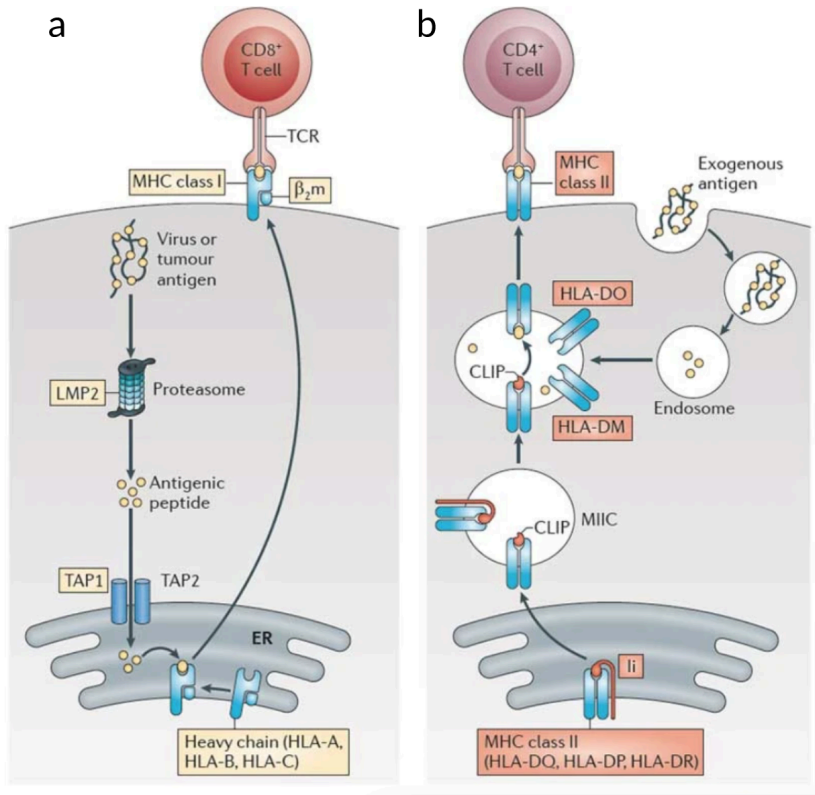 a
CD8⁺
T cell
TCR
MHC class I
β₂m
Virus or
tumour
antigen
LMP2
Proteasome
Antigenic
peptide
TAP1
TAP2
ER
Heavy chain (HLA-A,
HLA-B, HLA-C)
b
CD4⁺
T cell
MHC
class II
Exogenous
antigen
HLA-DO
CLIP
Endosome
HLA-DM
MIIC
CLIP
Ii
MHC class II
(HLA-DQ, HLA-DP, HLA-DR)